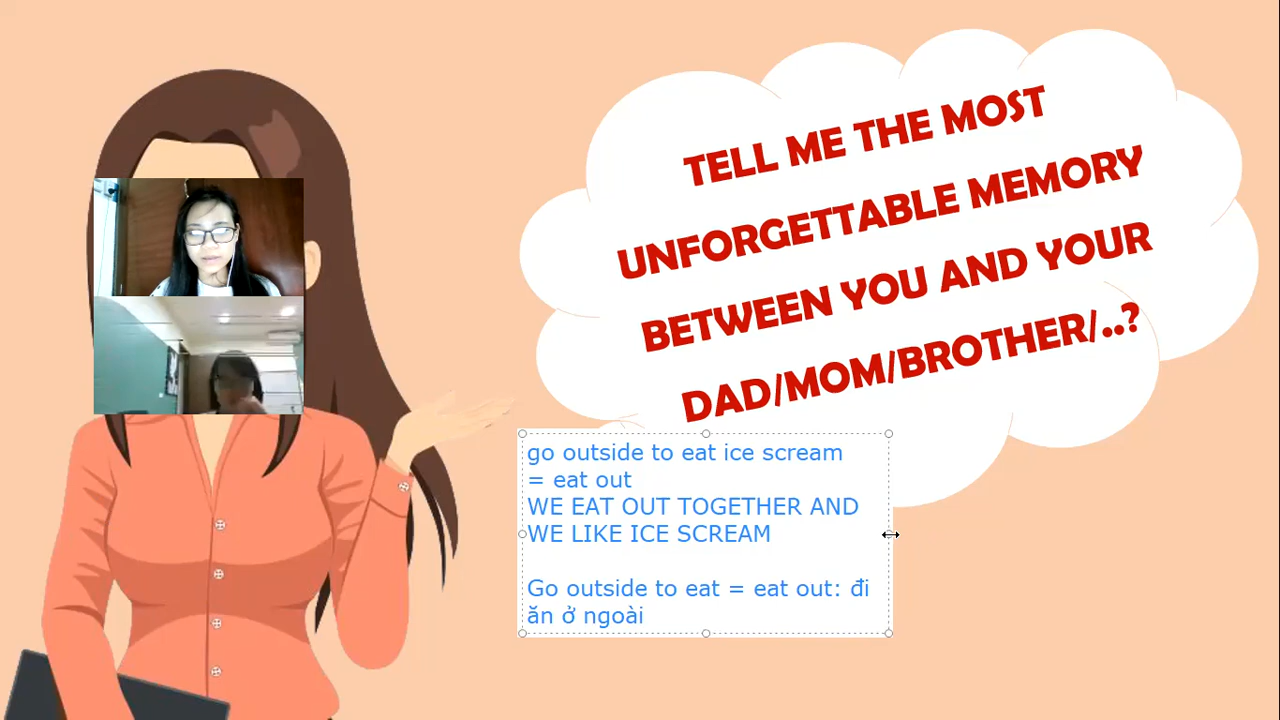 TELL ME THE MOST
UNFORGETTABLE MEMORY
BETWEEN YOU AND YOUR
DAD/MOM/BROTHER/..?
go outside to eat ice scream
= eat out
WE EAT OUT TOGETHER AND
WE LIKE ICE SCREAM
Go outside to eat = eat out: đi
ăn ở ngoài